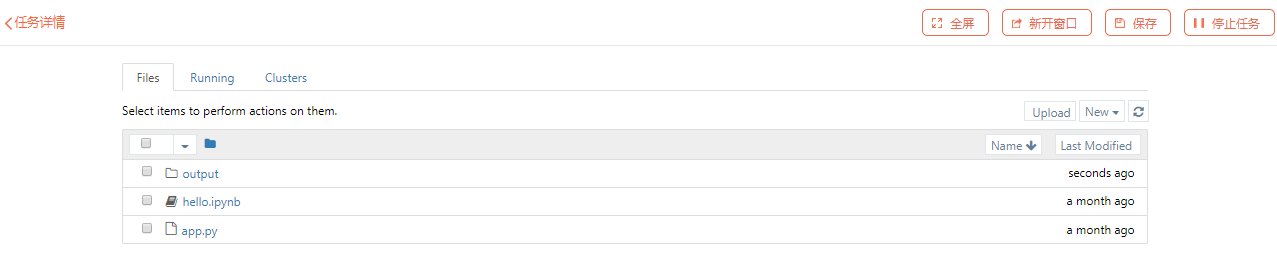 任务详情
全屏 新开窗口 保存 停止任务
Files Running Clusters
Select items to perform actions on them.
Upload New
Name Last Modified
output seconds ago
hello.ipynb a month ago
app.py a month ago